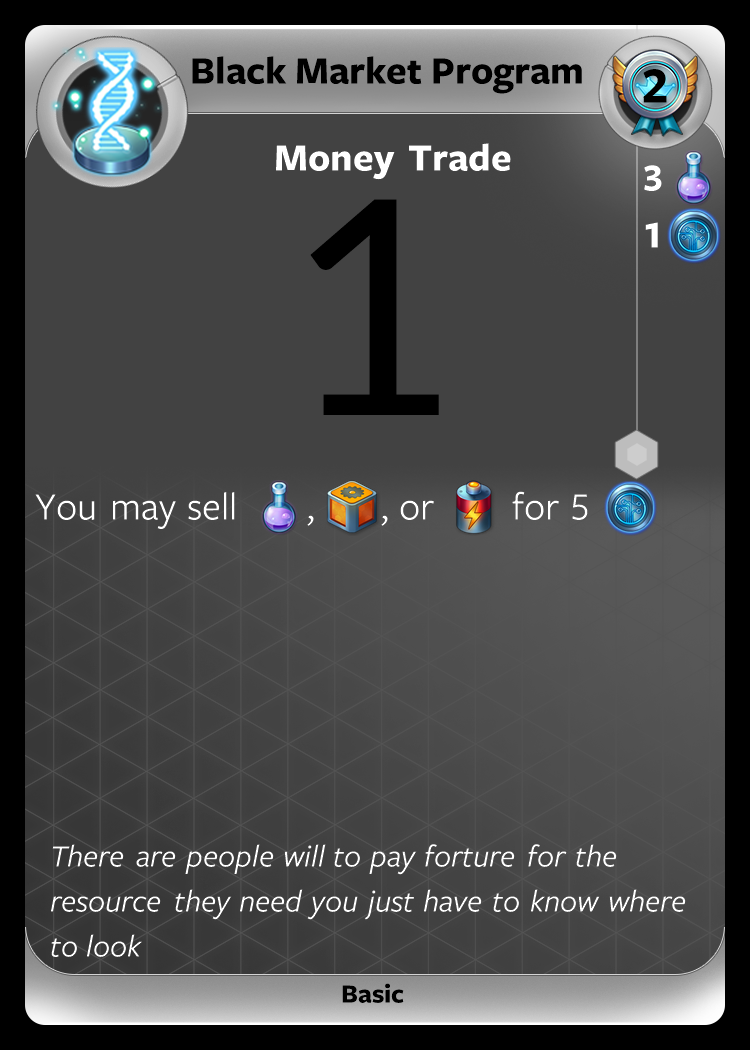 Black Market Program
2
Money Trade
3
1
1
You may sell , , or for 5
There are people will to pay forture for the
resource they need you just have to know where
to look
Basic